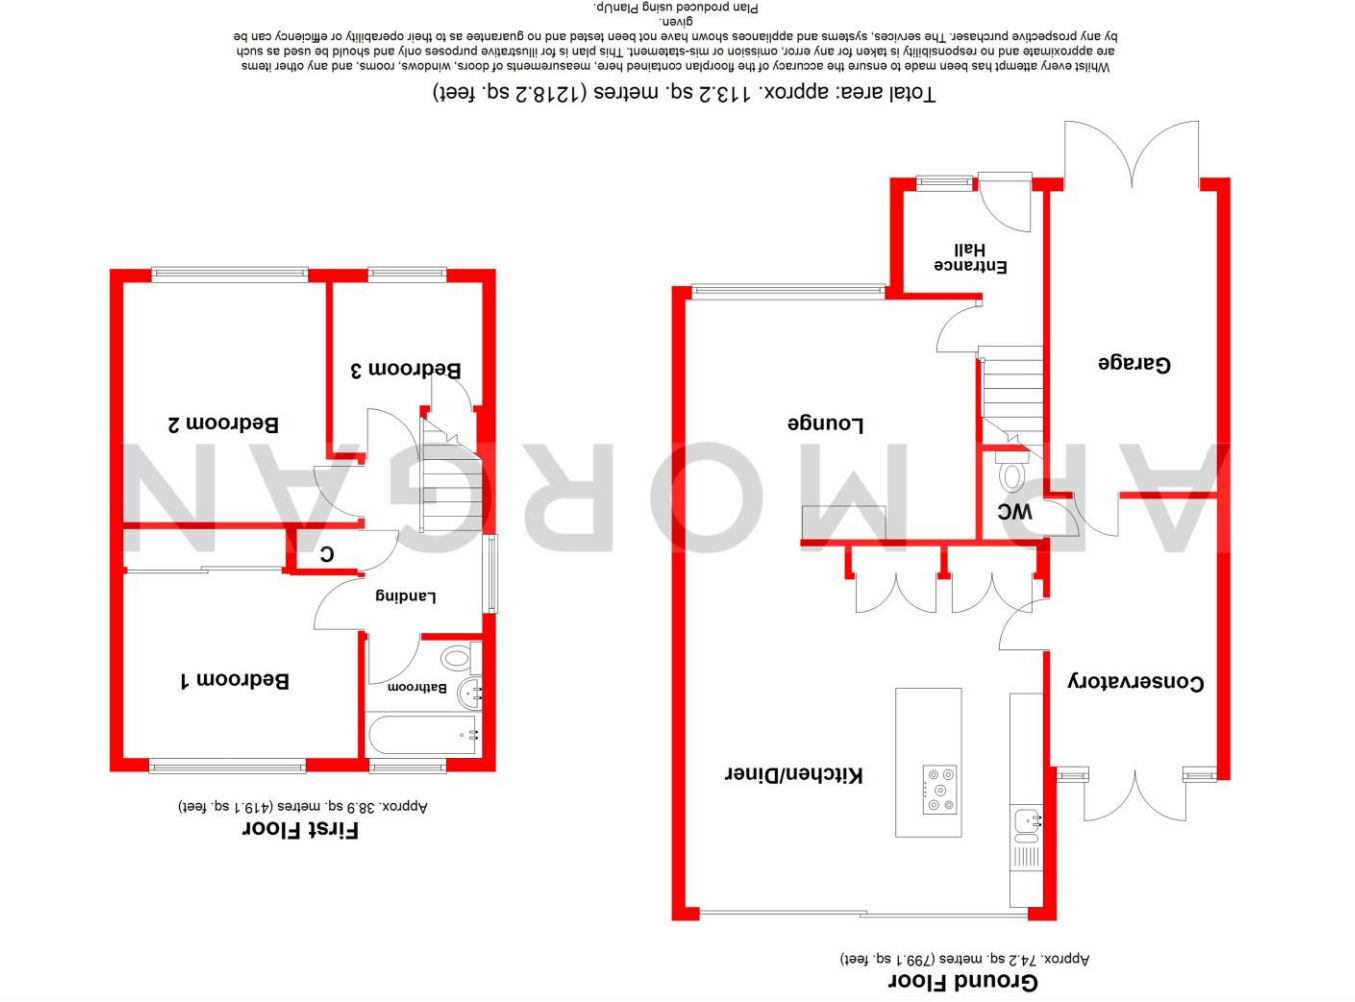 Ground Floor
Approx. 74.2 sq. metres (799.1 sq. feet)
Kitchen/Diner
Conservatory
WC
Lounge
Garage
Entrance
Hall
First Floor
Approx. 38.9 sq. metres (419.1 sq. feet)
Bathroom
Bedroom 1
Landing
C
Bedroom 2
Bedroom 3
AP MORGAN
Total area: approx. 113.2 sq. metres (1218.2 sq. feet)
Whilst every attempt has been made to ensure the accuracy of the floorplan contained here, measurements of doors, windows, rooms, and any other items
are approximate and no responsibility is taken for any error, omission or mis-statement. This plan is for illustrative purposes only and should be used as such
by any prospective purchaser. The services, systems and appliances shown have not been tested and no guarantee as to their operability or efficiency can be
given.
Plan produced using PlanUp.